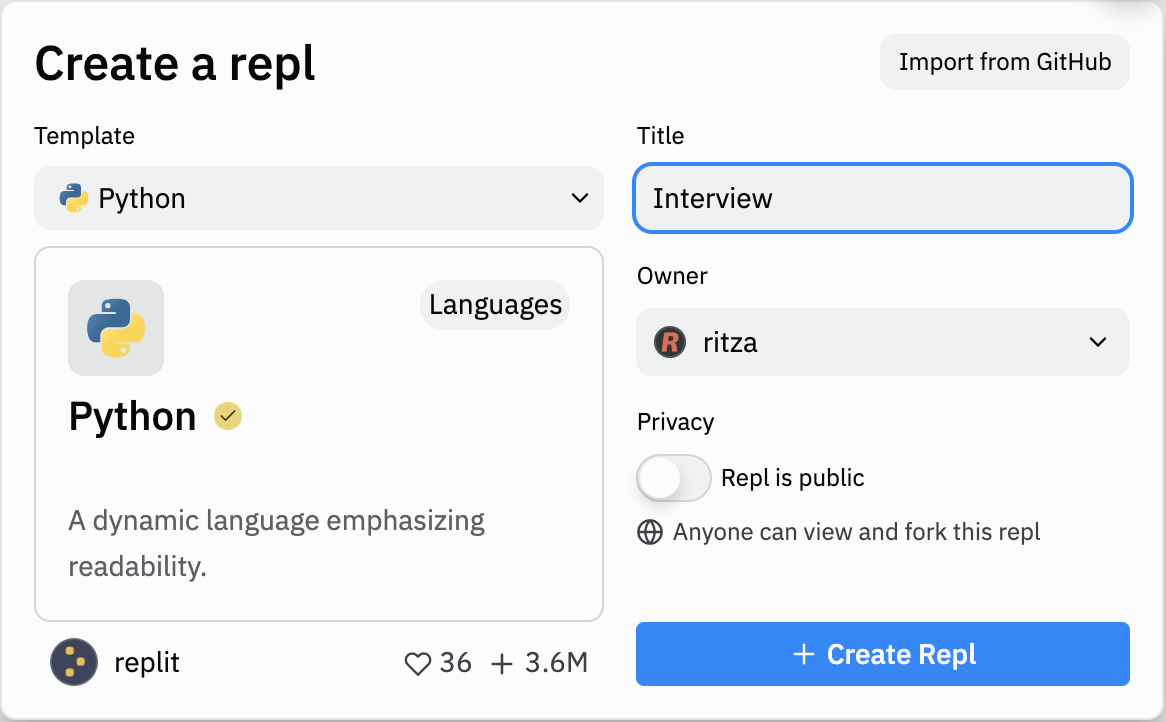 Create a repl
Import from GitHub
Template
Python
Languages
Python
A dynamic language emphasizing
readability.
replit
36
3.6M
Title
Interview
Owner
R
ritza
Privacy
Repl is public
Anyone can view and fork this repl
+ Create Repl